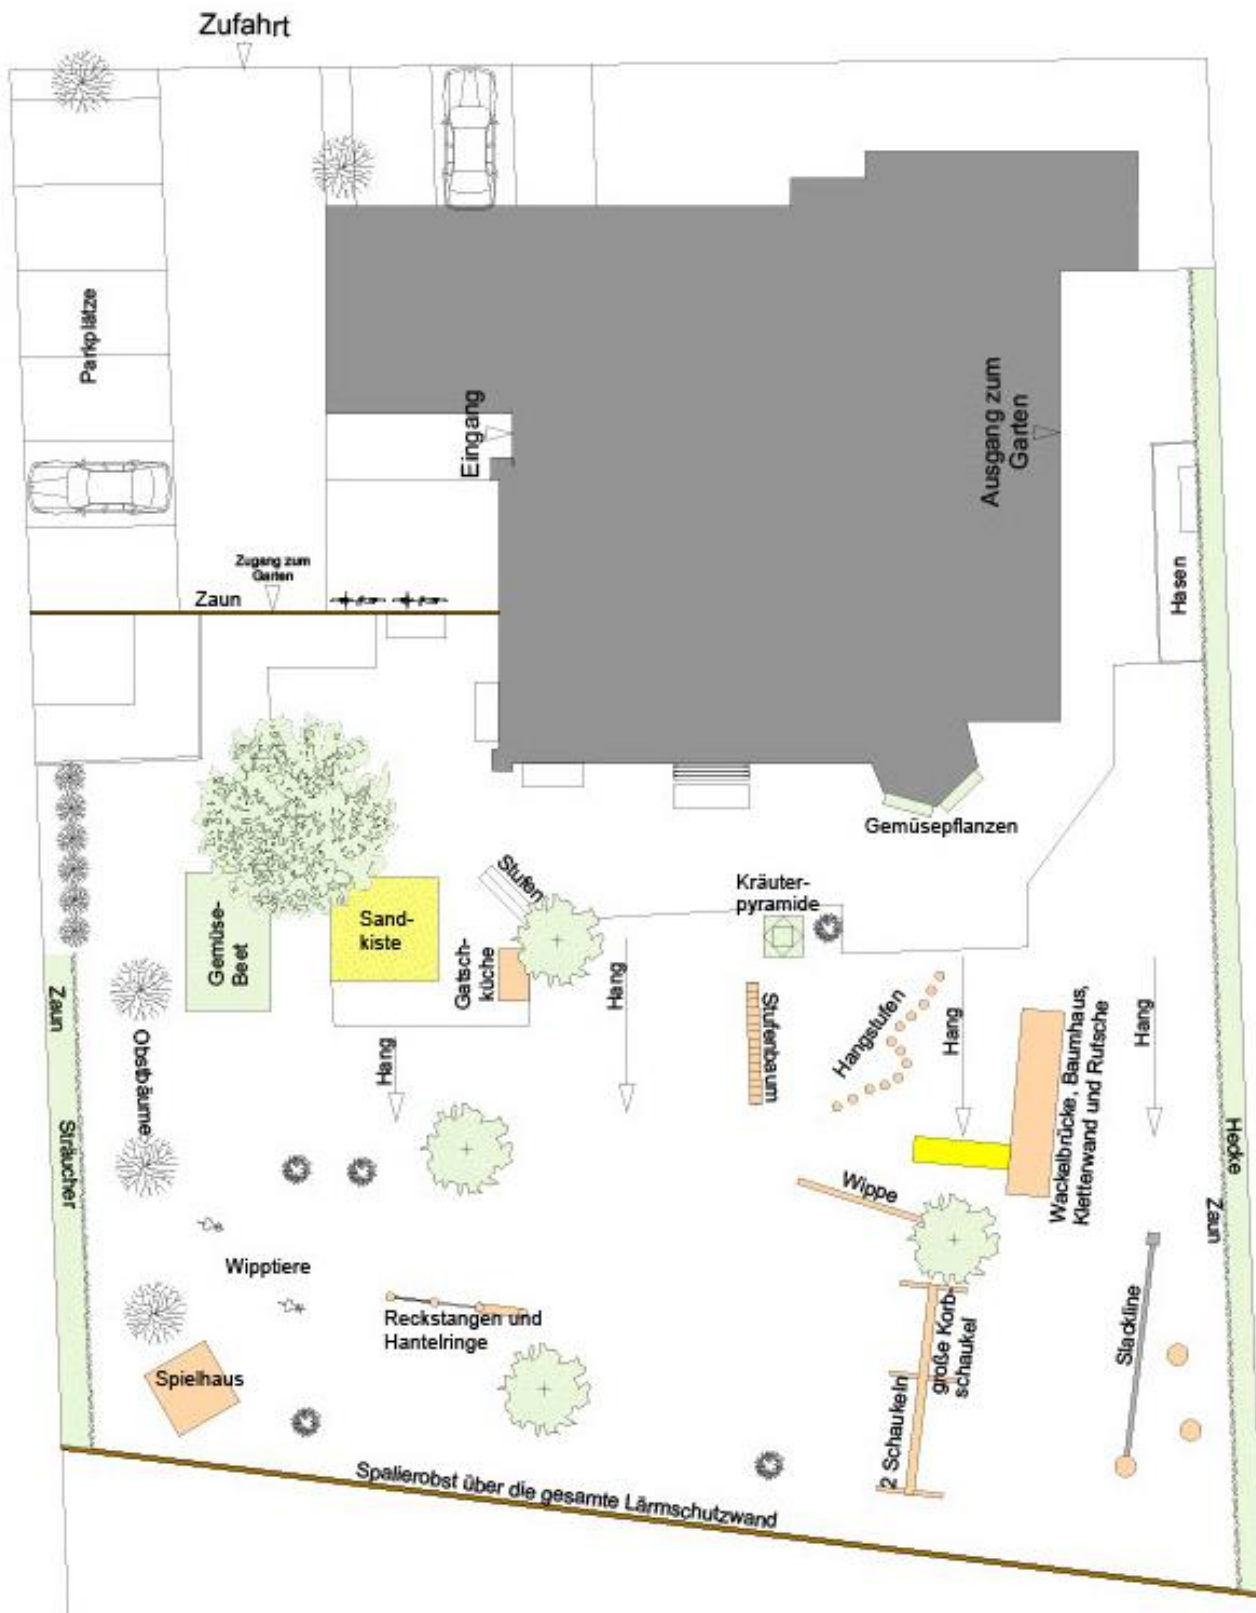 Zufahrt
Parkplätze
Eingang
Ausgang zum
Garten
Zugang zum
Garten
Zaun
Hasen
Gemüsepflanzen
Stufen
Kräuter-
pyramide
Gemüse-
Beet
Sand-
kiste
Gatsch-
küche
Hang
Hang
Stufenbaum
Hangstufen
Hang
Hang
Wackelbrücke, Baumhaus,
Kletterwand und Rutsche
Zaun
Obstbäume
Sträucher
Hecke
Zaun
Wippe
Wipptiere
Reckstangen und
Hantelringe
große Korb-
schaukel
Slackline
Spielhaus
2 Schaukeln
Spalierobst über die gesamte Lärmschutzwand